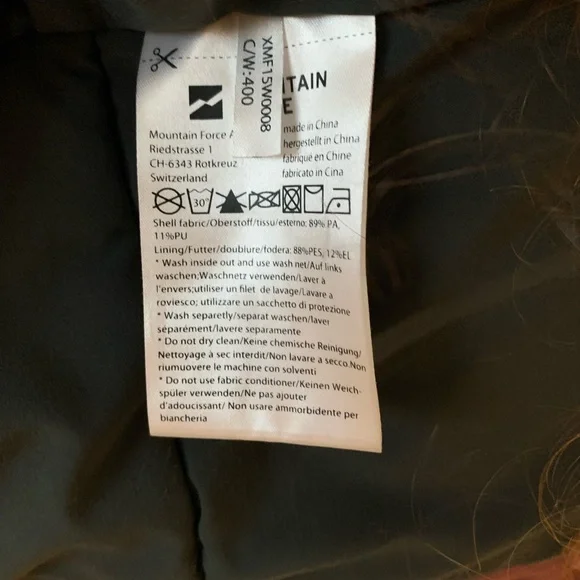 XMF15W0008
C/W:400
TAIN
E
Mountain Force
Riedstrasse 1
CH-6343 Rotkreuz
Switzerland
made in China
hergestellt in China
fabriqué en Chine
fabricato in Cina
30°
Shell fabric/Oberstoff/tissu/esterno: 89% PA,
11%PU
Lining/Futter/doublure/fodera: 88%PES, 12%EL
* Wash inside out and use wash net/Auf links
waschen;Waschnetz verwenden/Laver à
l'envers;utiliser un filet de lavage/Lavare a
rovescio; utilizzare un sacchetto di protezione
* Wash separetly/separat waschen/laver
séparément/lavere separamente
* Do not dry clean/Keine chemische Reinigung/
Nettoyage à sec interdit/Non lavare a secco.Non
riumuovere le machine con solventi
* Do not use fabric conditioner/Keinen Weich-
spüler verwenden/Ne pas ajouter
d'adoucissant/ Non usare ammorbidente per
biancheria